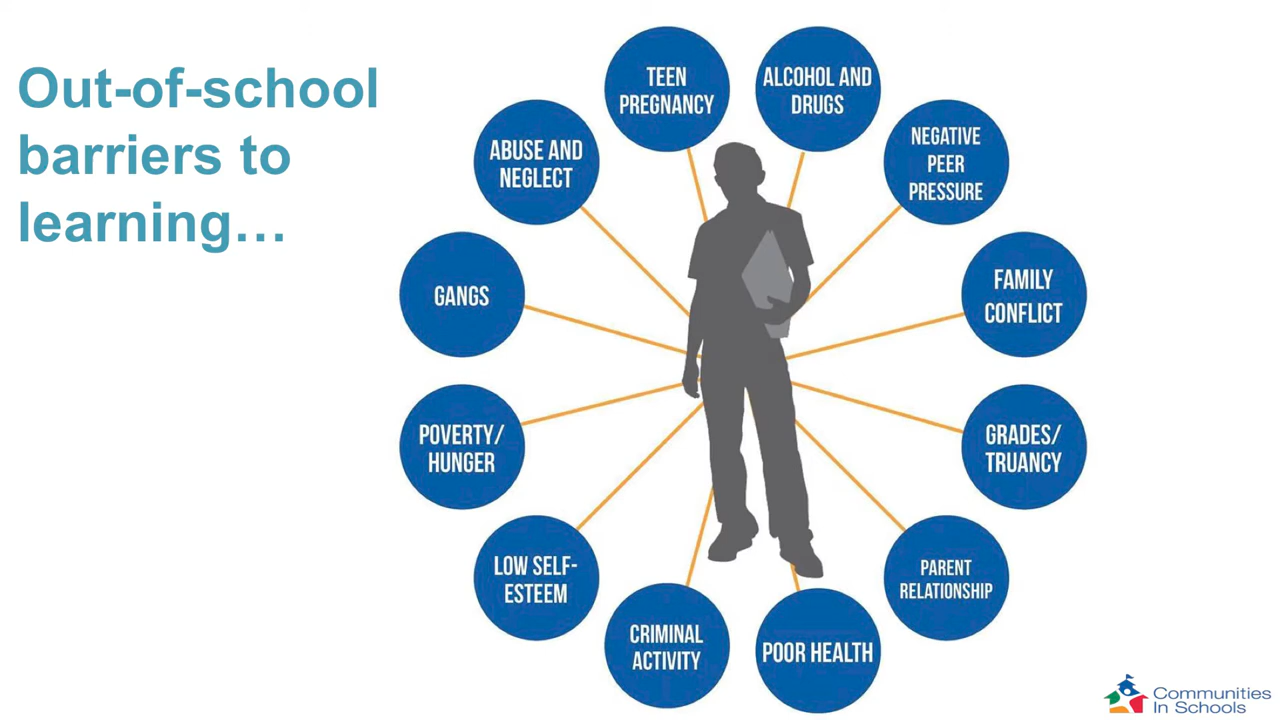 Out-of-school
barriers to
learning…
TEEN
PREGNANCY
ALCOHOL AND
DRUGS
NEGATIVE
PEER
PRESSURE
FAMILY
CONFLICT
GRADES/
TRUANCY
PARENT
RELATIONSHIP
POOR HEALTH
CRIMINAL
ACTIVITY
LOW SELF-
ESTEEM
POVERTY/
HUNGER
GANGS
ABUSE AND
NEGLECT
Communities
In Schools